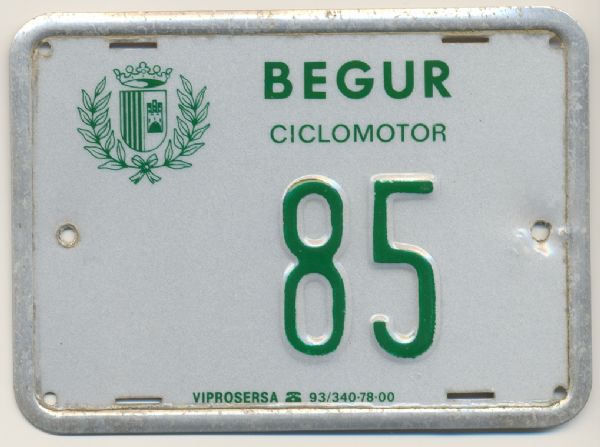 BEGUR
CICLOMOTOR
85
VIPROSERSA ☎ 93/340-78-00